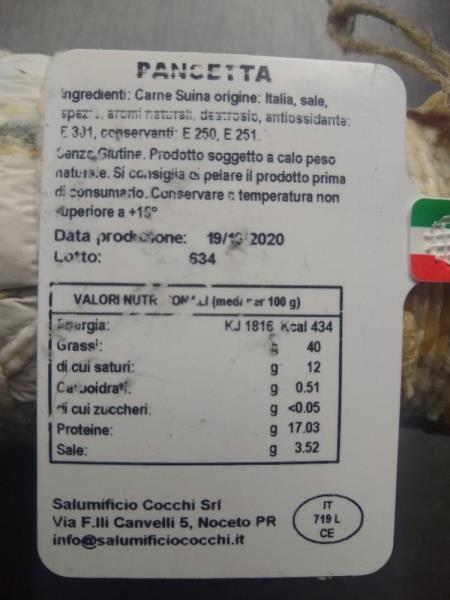 PANCETTA
Ingredienti: Carne Suina origine: Italia, sale,
spezie, aromi naturali, destrosio, antiossidante:
E 301, conservanti: E 250, E 251.
Senza Glutine. Prodotto soggetto a calo peso
naturale. Si consiglia di pelare il prodotto prima
di consumarlo. Conservare a temperatura non
superiore a +15°
Data produzione: 2020
Lotto: 634
VALORI NUTRIZIONALI (medi per 100 g)
Energia: KJ 1816 Kcal 434
Grassi: g 40
di cui saturi: g 12
Carboidrati: g 0.51
di cui zuccheri: g <0.05
Proteine: g 17.03
Sale: g 3.52
Salumificio Cocchi Srl
Via F.lli Canvelli 5, Noceto PR
info@salumificiococchi.it
IT
719 L
CE